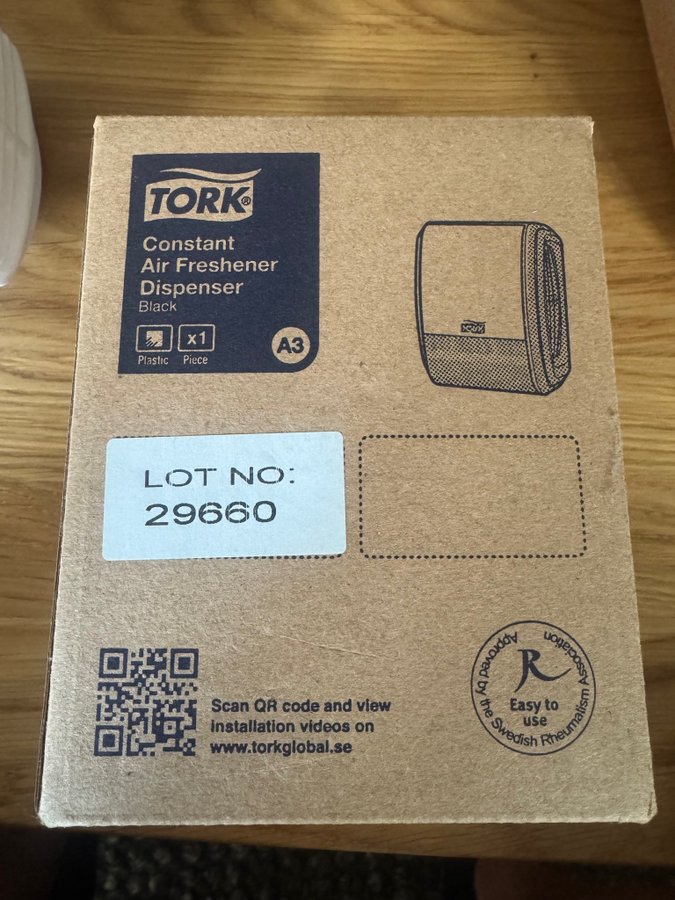 TORK®
Constant
Air Freshener
Dispenser
Black
x1
Plastic Piece
A3
TORK
LOT NO:
29660
Scan QR code and view
installation videos on
www.torkglobal.se
Approved by the Swedish Rheumatism Association
R
Easy to
use